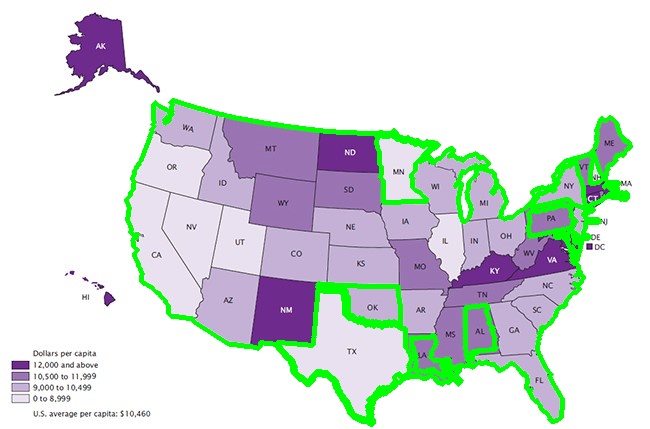 AK
WA
MT
ND
MN
ME
VT
NH
MA
OR
ID
SD
WI
MI
NY
CT
WY
IA
PA
NJ
NV
NE
IL
IN
OH
DE
DC
UT
CO
KS
MO
WV
VA
KY
CA
NC
TN
HI
AZ
NM
OK
AR
SC
MS
AL
GA
TX
LA
FL
Dollars per capita
12,000 and above
10,500 to 11,999
9,000 to 10,499
0 to 8,999
U.S. average per capita: $10,460